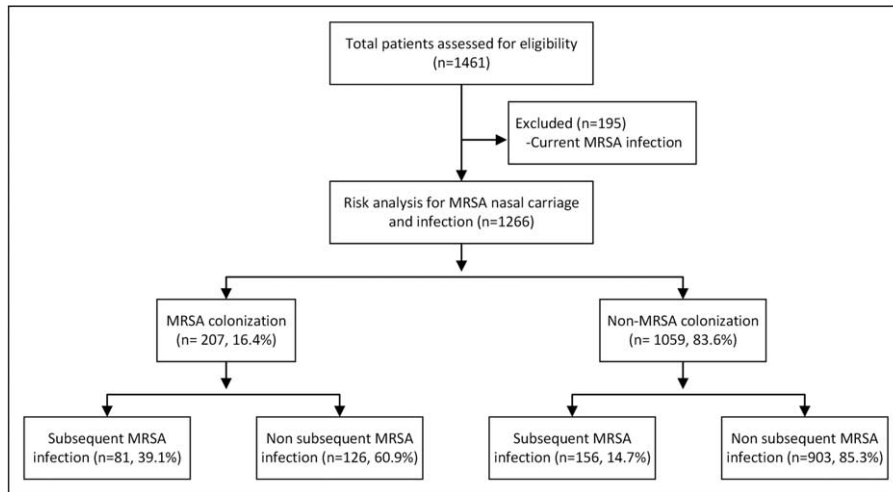 Total patients assessed for eligibility
(n=1461)
Excluded (n=195)
-Current MRSA infection
Risk analysis for MRSA nasal carriage
and infection (n=1266)
MRSA colonization
(n= 207, 16.4%)
Non-MRSA colonization
(n= 1059, 83.6%)
Subsequent MRSA
infection (n=81, 39.1%)
Non subsequent MRSA
infection (n=126, 60.9%)
Subsequent MRSA
infection (n=156, 14.7%)
Non subsequent MRSA
infection (n=903, 85.3%)